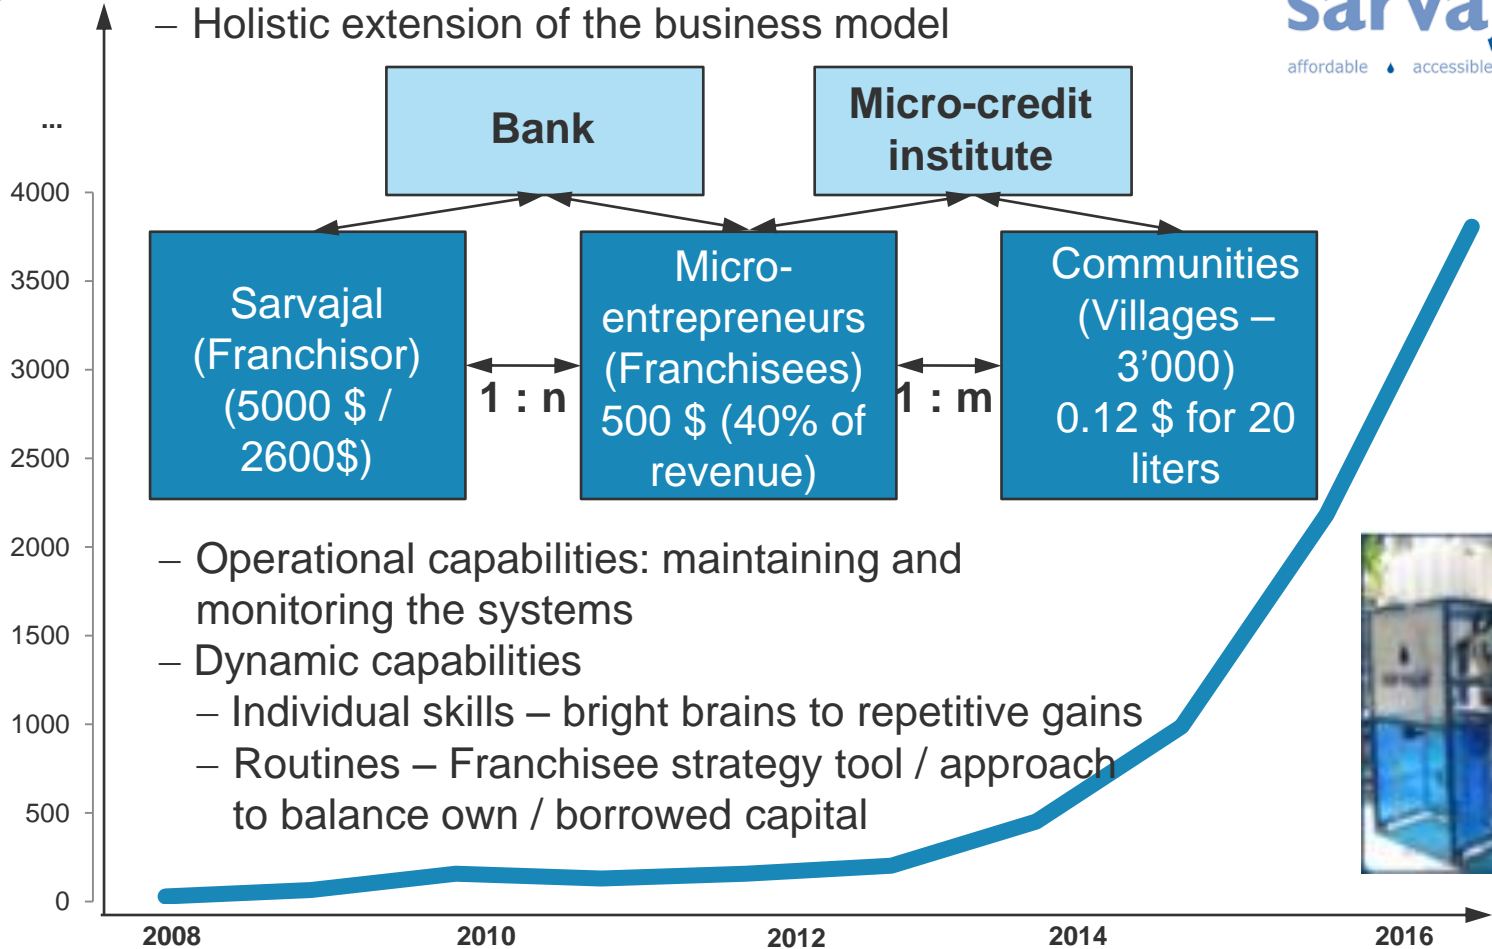 – Holistic extension of the business model
affordable accessible
Bank
Micro-credit
institute
Sarvajal
(Franchisor)
(5000 $ /
2600$)
1 : n
Micro-
entrepreneurs
(Franchisees)
500 $ (40% of
revenue)
1 : m
Communities
(Villages –
3'000)
0.12 $ for 20
liters
– Operational capabilities: maintaining and
monitoring the systems
– Dynamic capabilities
– Individual skills – bright brains to repetitive gains
– Routines – Franchisee strategy tool / approach
to balance own / borrowed capital
...
4000
3500
3000
2500
2000
1500
1000
500
0
2008
2010
2012
2014
2016